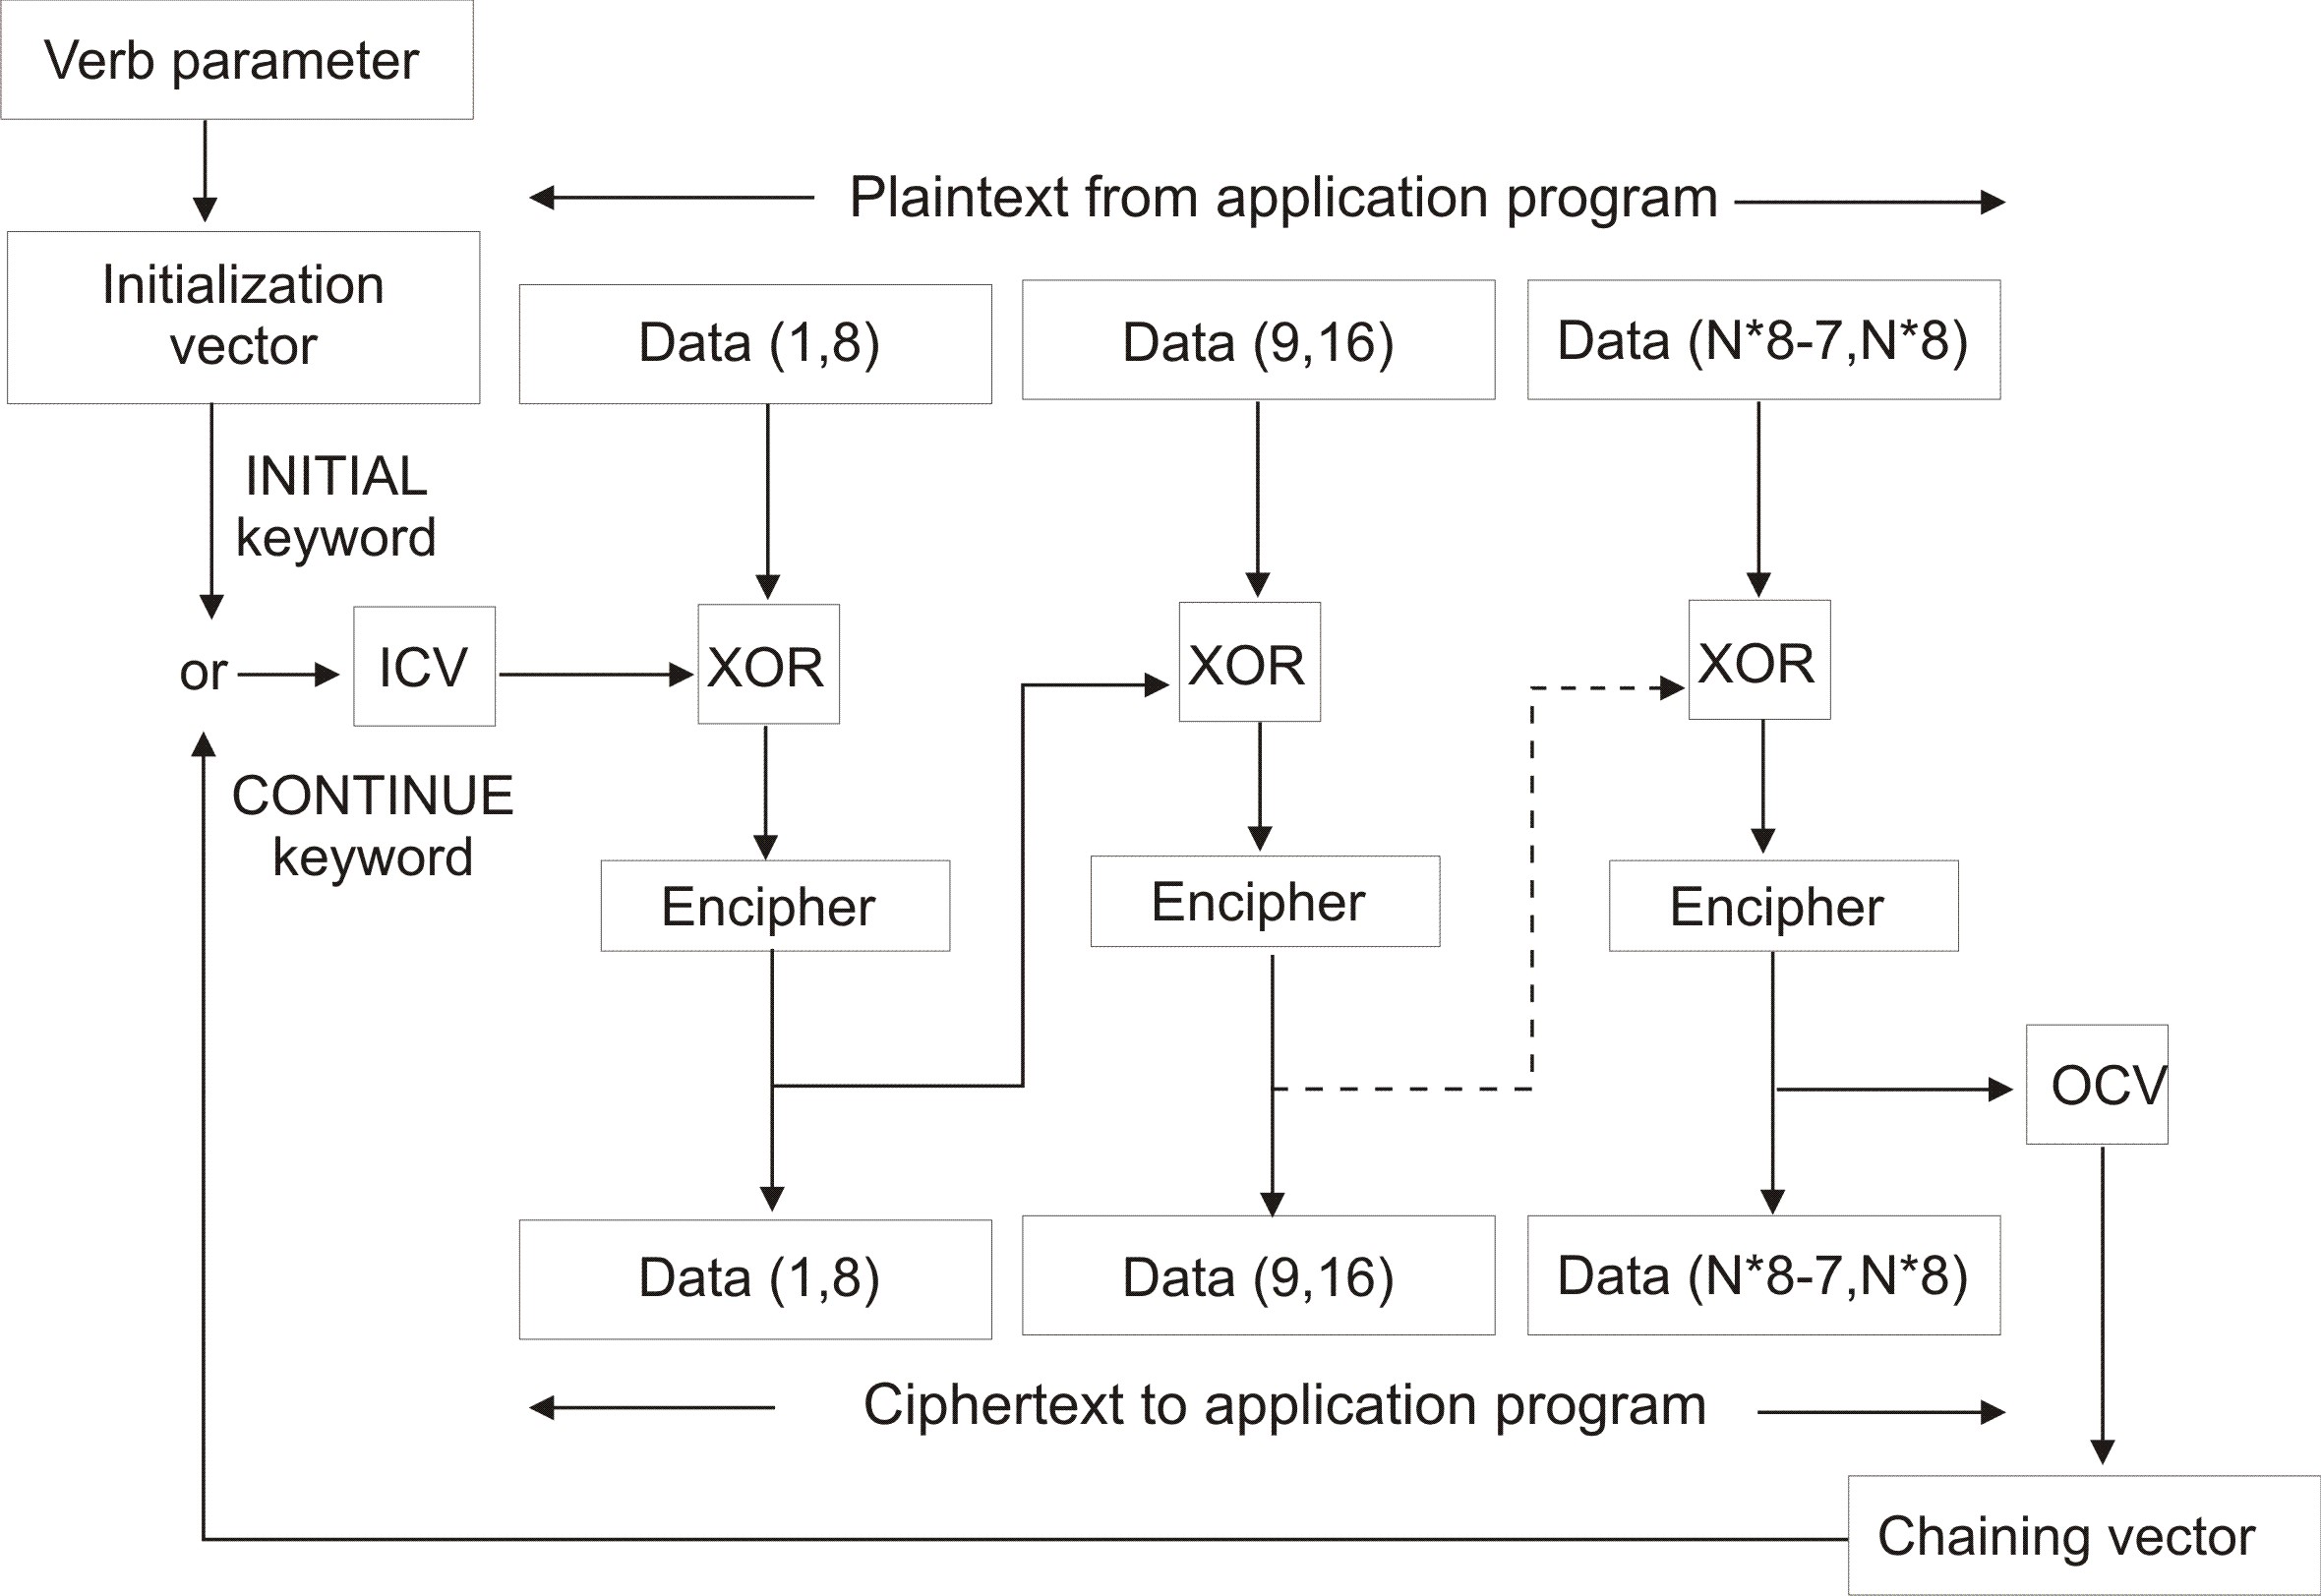 Verb parameter
Plaintext from application program
Initialization
vector
Data (1,8)
Data (9,16)
Data (N*8-7,N*8)
INITIAL
keyword
or
ICV
XOR
XOR
XOR
CONTINUE
keyword
Encipher
Encipher
Encipher
OCV
Data (1,8)
Data (9,16)
Data (N*8-7,N*8)
Ciphertext to application program
Chaining vector